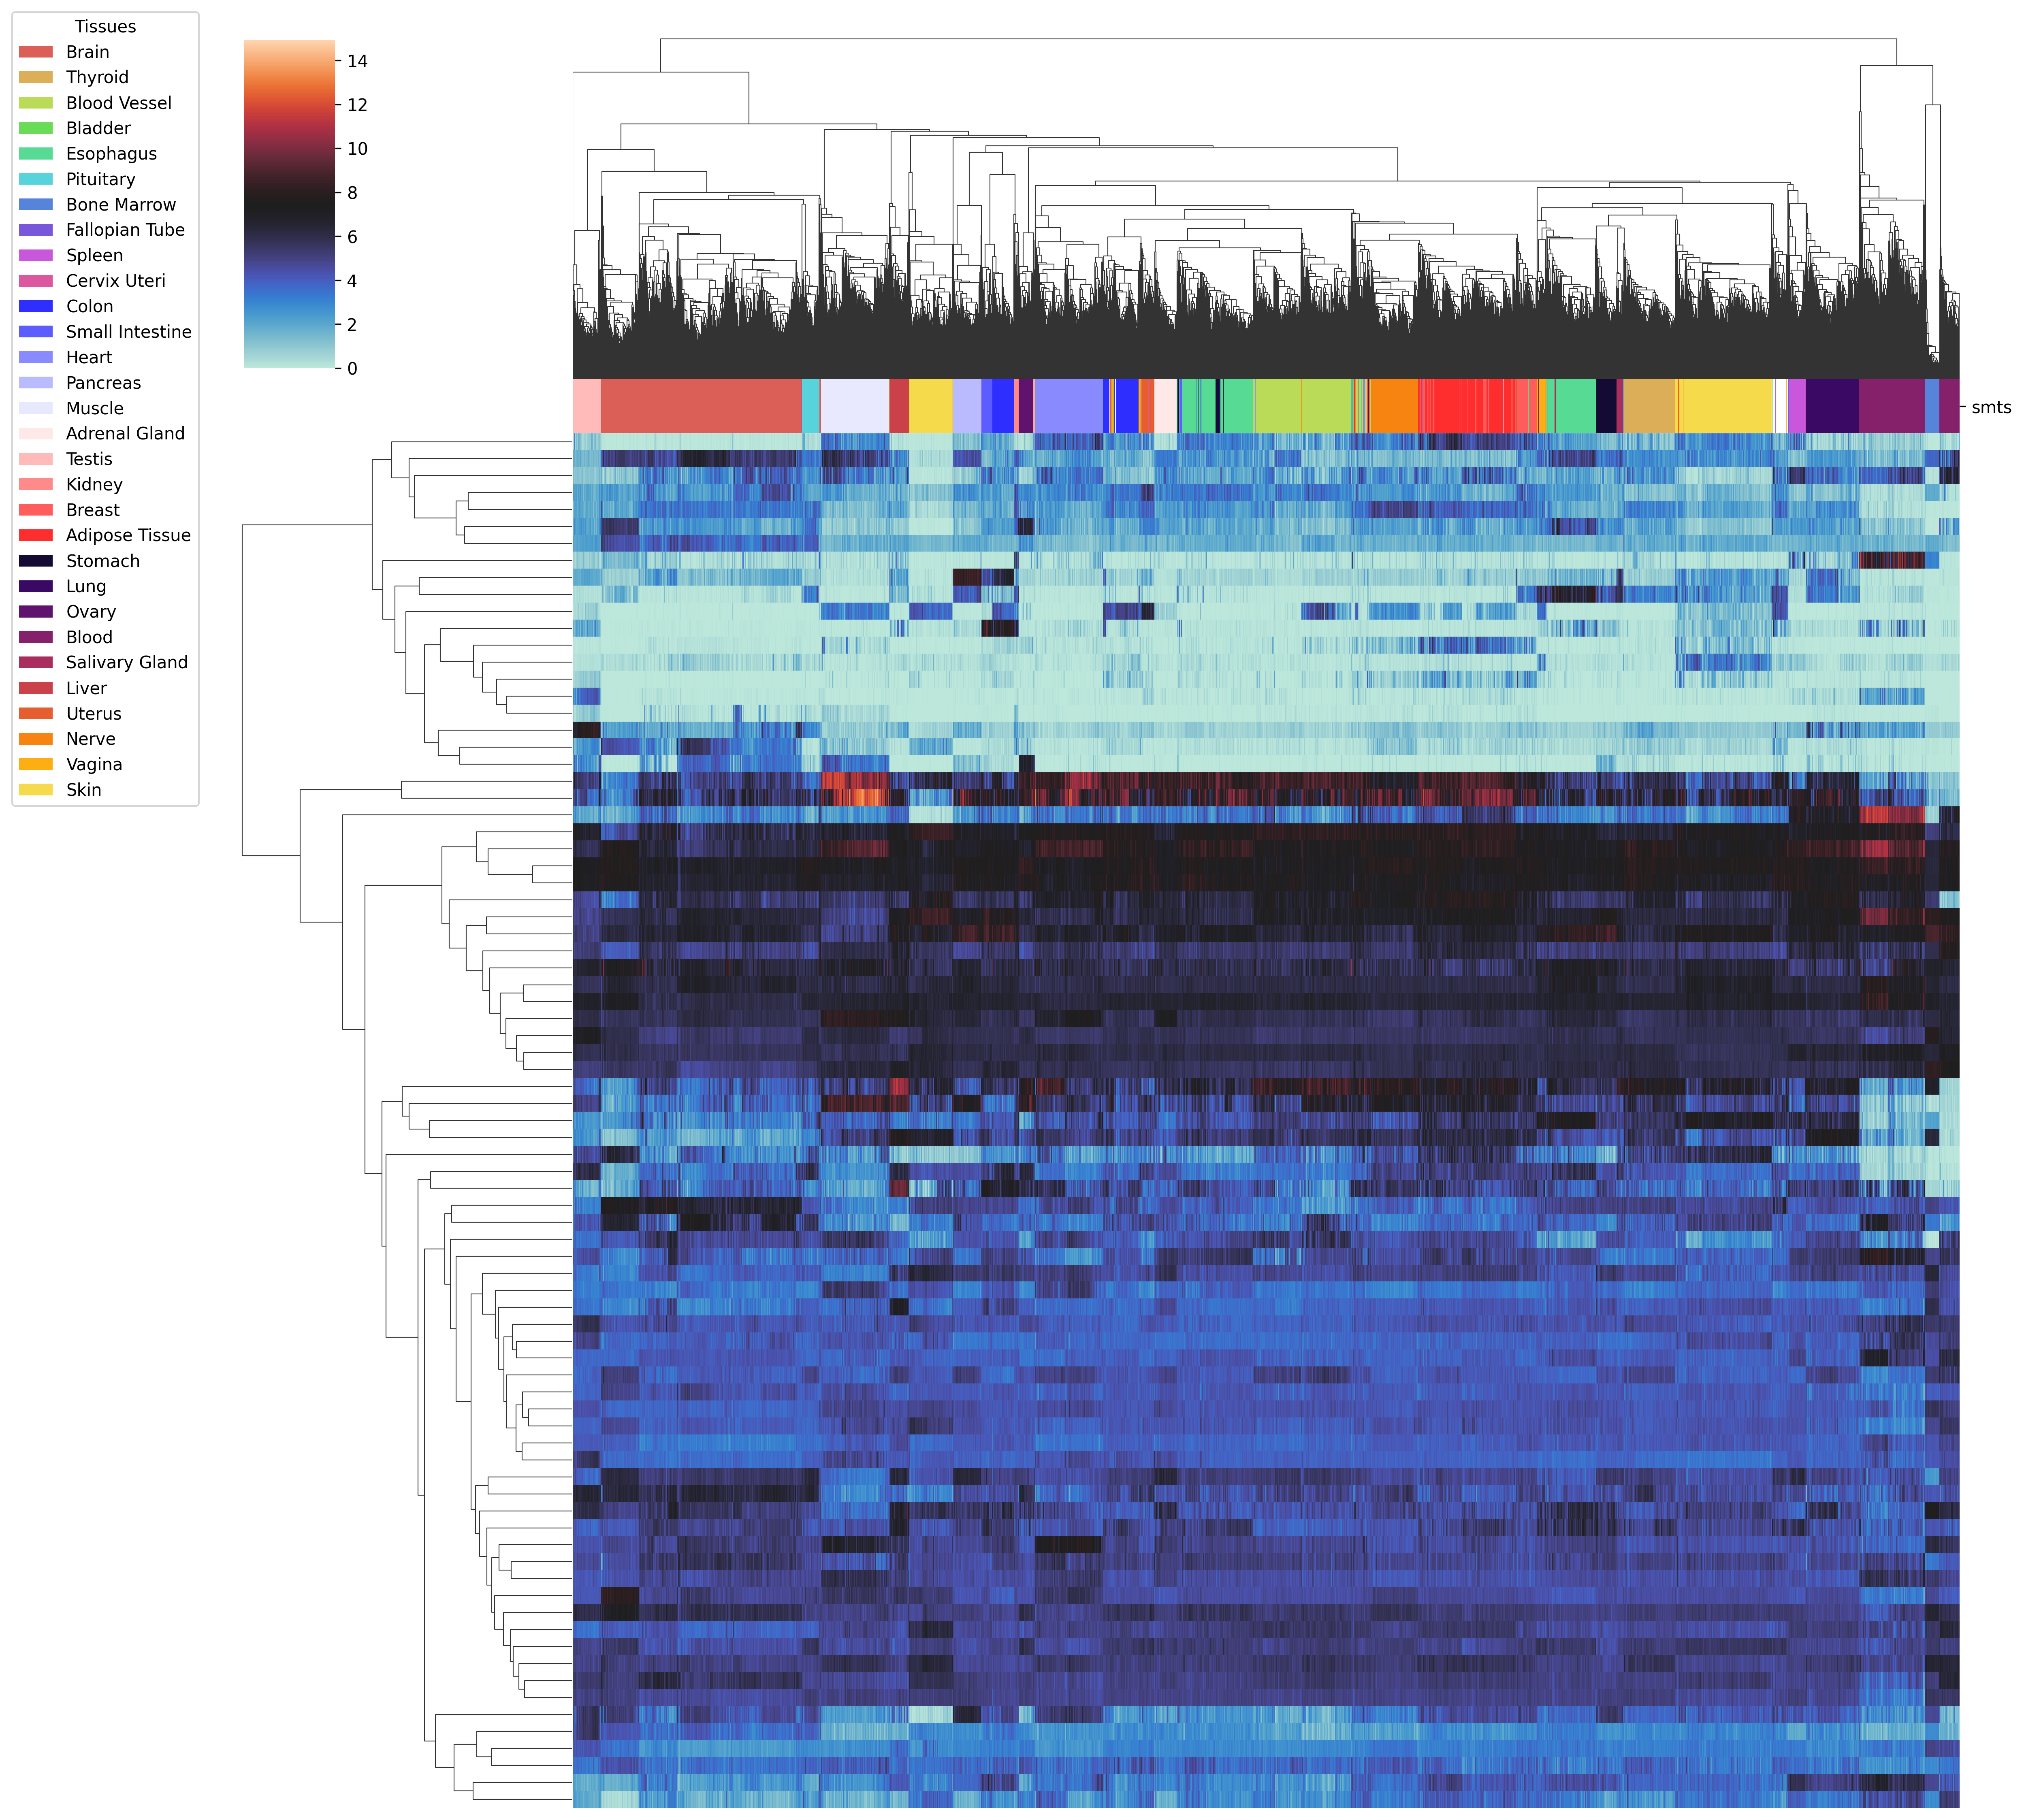 Tissues
Brain
Thyroid
Blood Vessel
Bladder
Esophagus
Pituitary
Bone Marrow
Fallopian Tube
Spleen
Cervix Uteri
Colon
Small Intestine
Heart
Pancreas
Muscle
Adrenal Gland
Testis
Kidney
Breast
Adipose Tissue
Stomach
Lung
Ovary
Blood
Salivary Gland
Liver
Uterus
Nerve
Vagina
Skin
14
12
10
8
6
4
2
0
smts